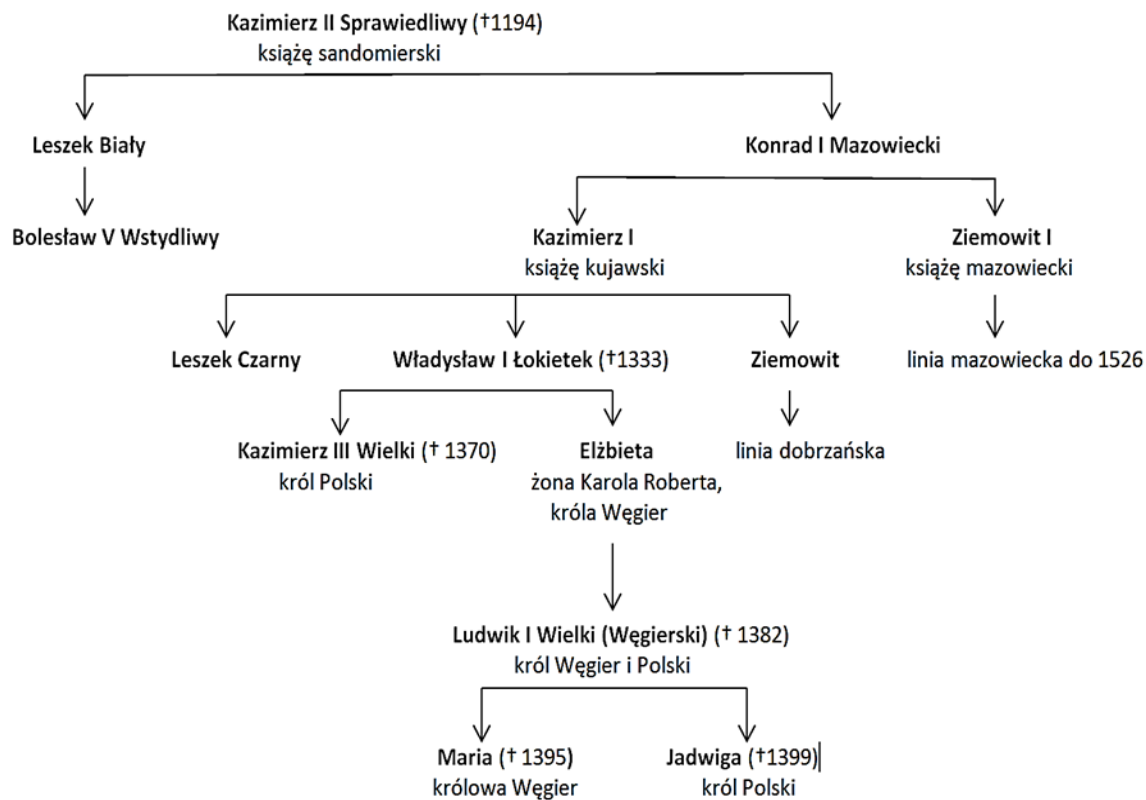 Kazimierz II Sprawiedliwy (†1194)
książę sandomierski
Leszek Biały
Konrad I Mazowiecki
Bolesław V Wstydliwy
Kazimierz I
książę kujawski
Ziemowit I
książę mazowiecki
Leszek Czarny
Władysław I Łokietek (†1333)
Ziemowit
linia mazowiecka do 1526
Kazimierz III Wielki († 1370)
król Polski
Elżbieta
żona Karola Roberta,
króla Węgier
linia dobrzańska
Ludwik I Wielki (Węgierski) († 1382)
król Węgier i Polski
Maria († 1395)
królowa Węgier
Jadwiga (†1399)
król Polski